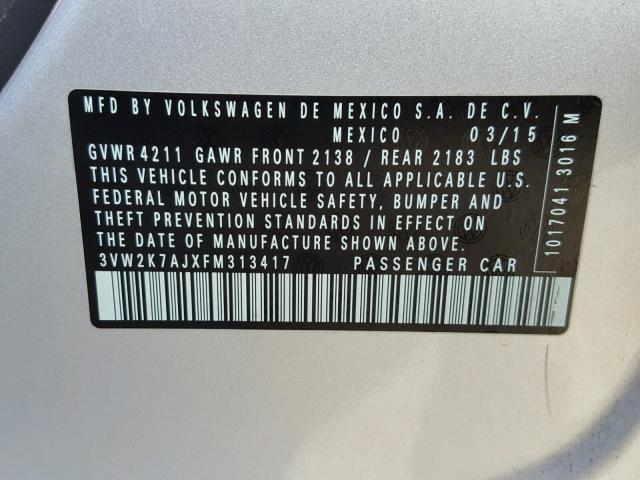 MFD BY VOLKSWAGEN DE MEXICO S.A. DE C.V.
MEXICO 03/15
GVWR 4211 GAWR FRONT 2138 / REAR 2183 LBS
THIS VEHICLE CONFORMS TO ALL APPLICABLE U.S.
FEDERAL MOTOR VEHICLE SAFETY, BUMPER AND
THEFT PREVENTION STANDARDS IN EFFECT ON
THE DATE OF MANUFACTURE SHOWN ABOVE.
3VW2K7AJXFM313417 PASSENGER CAR
1017041 3016 M